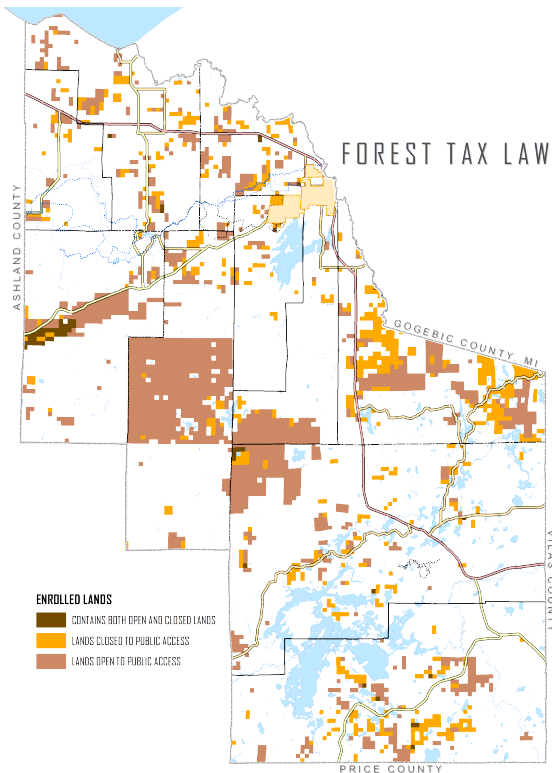 FOREST TAX LAW
ASHLAND COUNTY
GOGEBIC COUNTY, MI
VILAS COUNTY
ENROLLED LANDS
CONTAINS BOTH OPEN AND CLOSED LANDS
LANDS CLOSED TO PUBLIC ACCESS
LANDS OPEN TO PUBLIC ACCESS
PRICE COUNTY